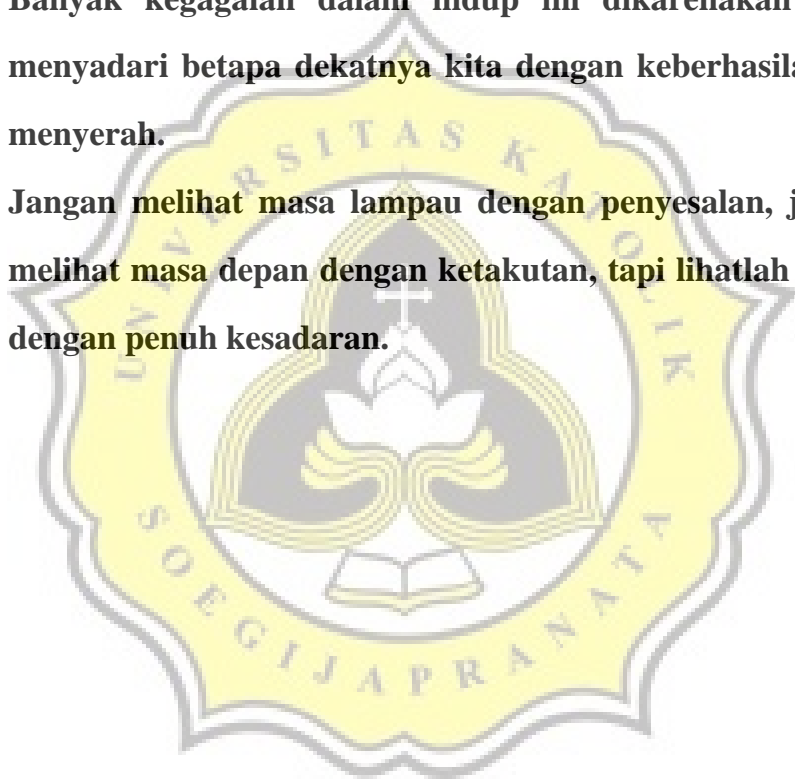 Banyak kegagalan dalam hidup ini dikarenakan
menyadari betapa dekatnya kita dengan
menyerah.
Jangan melihat masa lampau dengan penyesalan,
melihat masa depan dengan ketakutan, tapi lihatlah
dengan penuh kesadaran.
UNIVERSITAS KATOLIK
SOEGIJAPRANATA